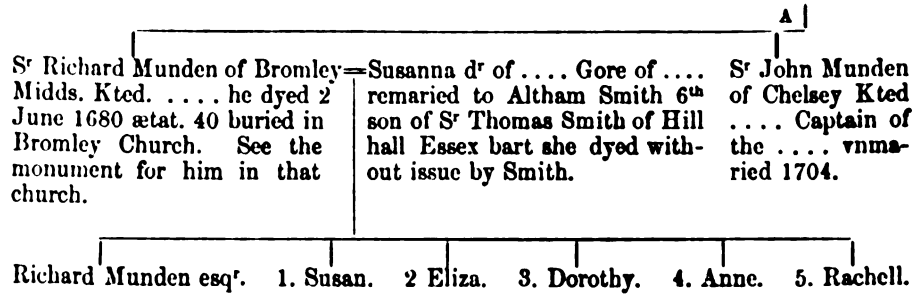 A
Sr Richard Munden of Bromley=Susanna dr of .... Gore of ....
Midds. Kted. ..... he dyed 2
June 1680 ætat. 40 buried in
Bromley Church. See the
monument for him in that
church.
remaried to Altham Smith 6th
son of Sr Thomas Smith of Hill
hall Essex bart she dyed with-
out issue by Smith.
Sr John Munden
of Chelsey Kted
.... Captain of
the .... vnma-
ried 1704.
Richard Munden esqr. 1. Susan. 2 Eliza. 3. Dorothy. 4. Anne. 5. Rachell.